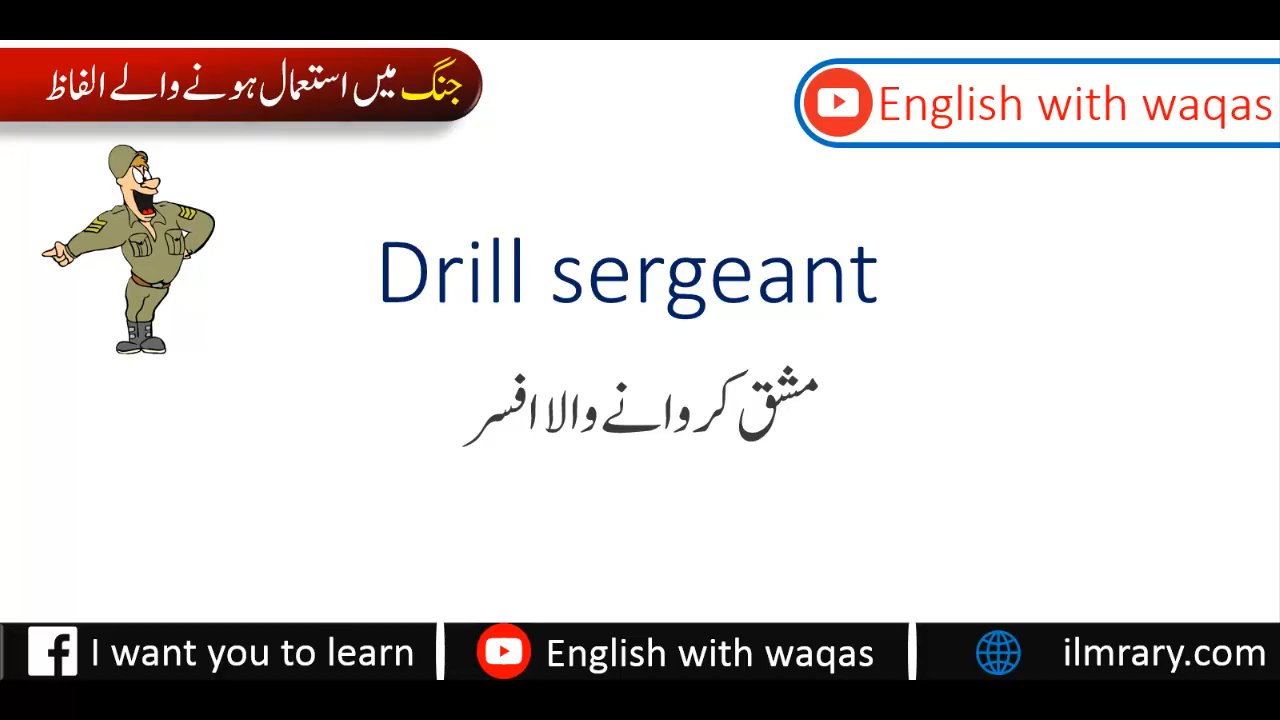 جنگ میں استعمال ہونے والے الفاظ
English with waqas
Drill sergeant
مشق کروانے والا افسر
I want you to learn
English with waqas
ilmrary.com